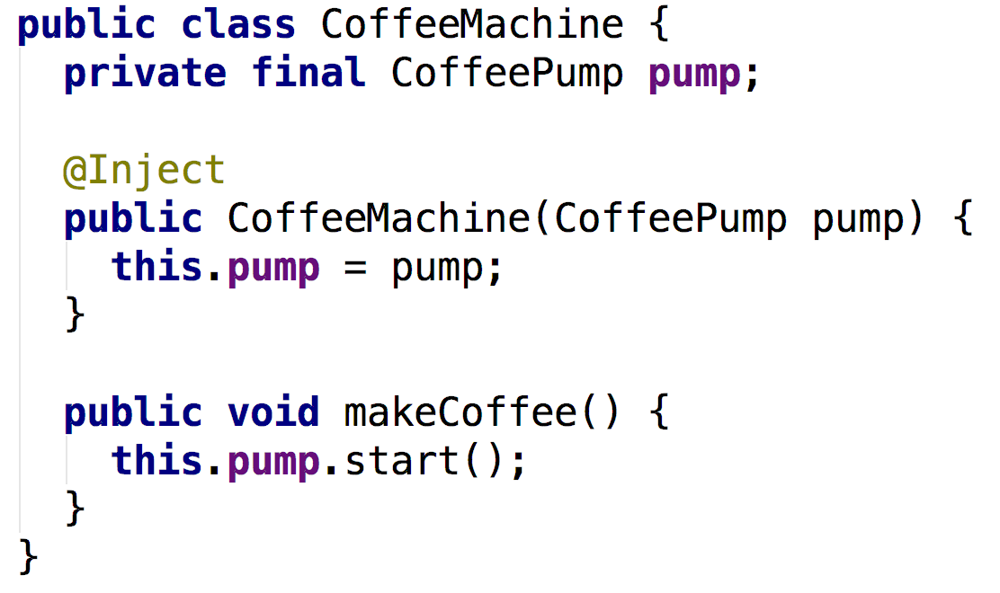 public class CoffeeMachine {
  private final CoffeePump pump;

  @Inject
  public CoffeeMachine(CoffeePump pump) {
    this.pump = pump;
  }

  public void makeCoffee() {
    this.pump.start();
  }
}